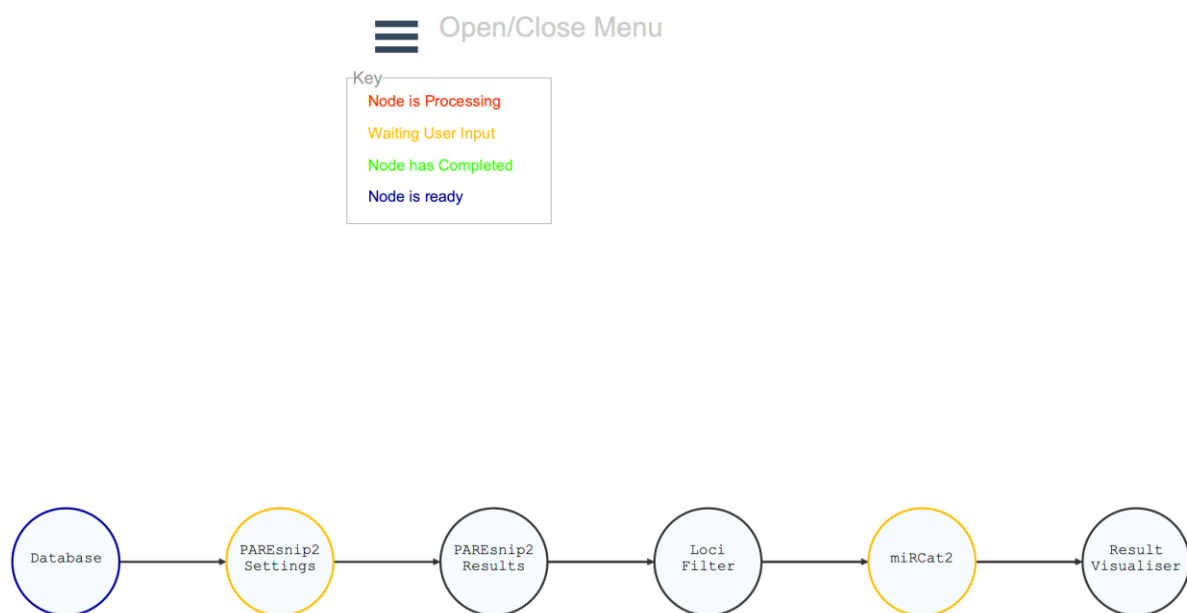 Open/Close Menu
Key
Node is Processing
Waiting User Input
Node has Completed
Node is ready
Database
PAREsnip2
Settings
PAREsnip2
Results
Loci
Filter
miRCat2
Result
Visualiser